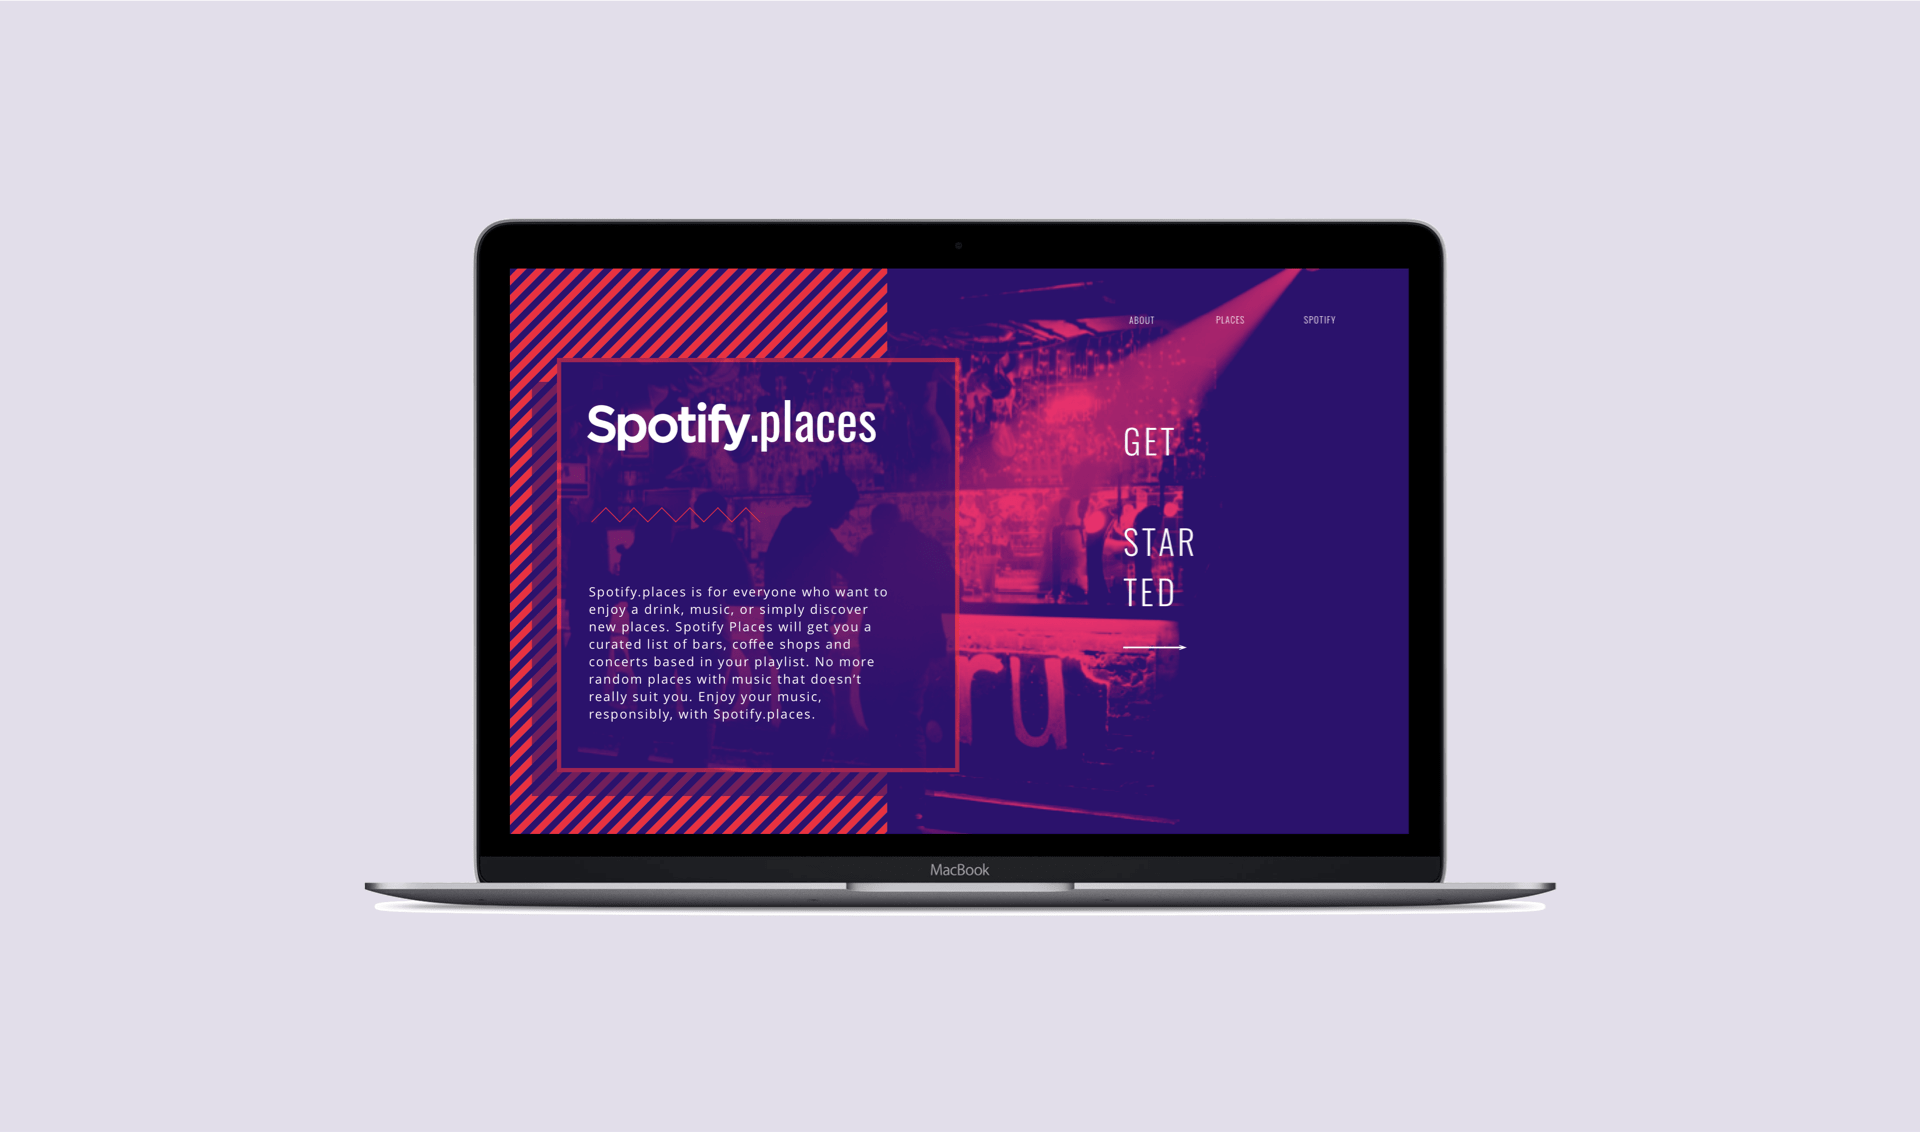 ABOUT PLACES SPOTIFY
Spotify.places
GET
STAR
TED
Spotify.places is for everyone who want to
enjoy a drink, music, or simply discover
new places. Spotify Places will get you a
curated list of bars, coffee shops and
concerts based in your playlist. No more
random places with music that doesn't
really suit you. Enjoy your music,
responsibly, with Spotify.places.
ru
MacBook